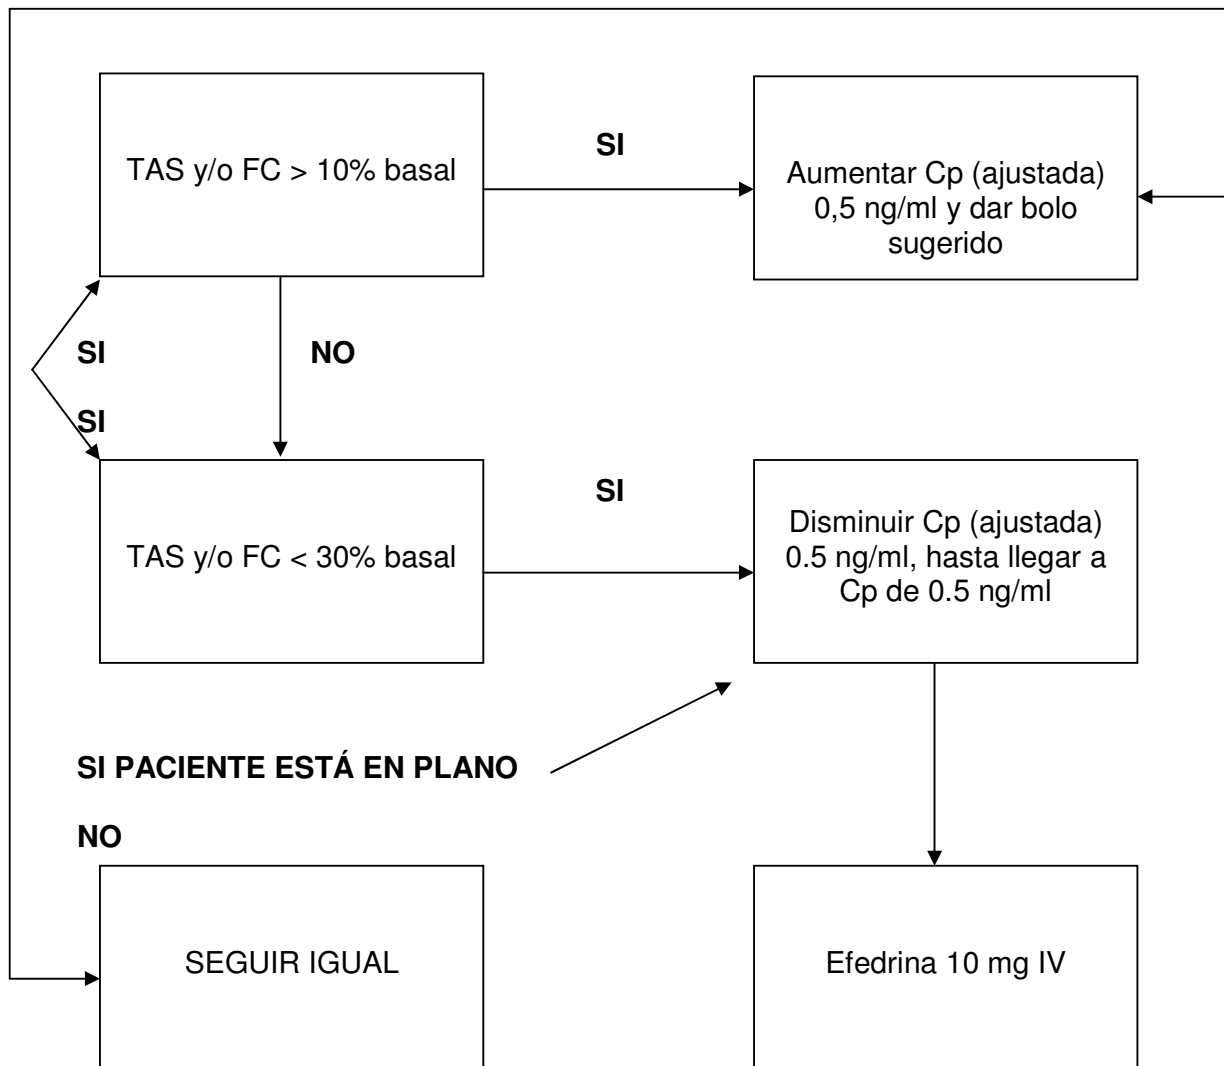 SI
TAS y/o FC > 10% basal
Aumentar Cp (ajustada)
0,5 ng/ml y dar bolo
sugerido
SI
NO
SI
SI
TAS y/o FC < 30% basal
Disminuir Cp (ajustada)
0.5 ng/ml, hasta llegar a
Cp de 0.5 ng/ml
SI PACIENTE ESTÁ EN PLANO
NO
SEGUIR IGUAL
Efedrina 10 mg IV